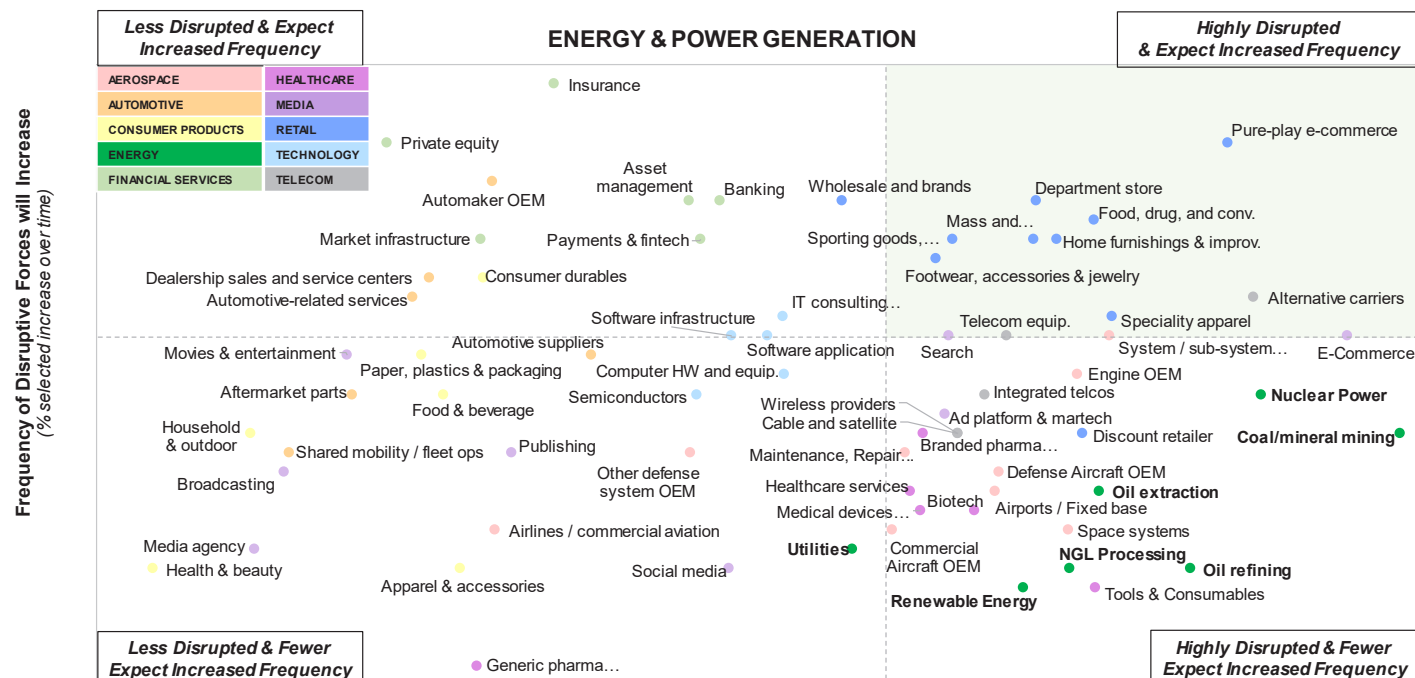 Less Disrupted & Expect
Increased Frequency
ENERGY & POWER GENERATION
Highly Disrupted
& Expect Increased Frequency
Frequency of Disruptive Forces will Increase
(% selected increase over time)
AEROSPACE
HEALTHCARE
AUTOMOTIVE
MEDIA
CONSUMER PRODUCTS
RETAIL
ENERGY
TECHNOLOGY
FINANCIAL SERVICES
TELECOM
Insurance
Private equity
Pure-play e-commerce
Automaker OEM
Asset
management
Banking
Wholesale and brands
Department store
Food, drug, and conv.
Mass and…
Market infrastructure
Payments & fintech
Sporting goods,…
Home furnishings & improv.
Footwear, accessories & jewelry
Dealership sales and service centers
Consumer durables
Automotive-related services
IT consulting…
Alternative carriers
Software infrastructure
Telecom equip.
Speciality apparel
Automotive suppliers
Software application
Search
System / sub-system…
E-Commerce
Movies & entertainment
Paper, plastics & packaging
Computer HW and equip.
Engine OEM
Aftermarket parts
Food & beverage
Semiconductors
Integrated telcos
Nuclear Power
Wireless providers
Cable and satellite
Ad platform & martech
Household
& outdoor
Branded pharma…
Discount retailer
Coal/mineral mining
Shared mobility / fleet ops
Publishing
Maintenance, Repair…
Broadcasting
Other defense
system OEM
Defense Aircraft OEM
Healthcare services
Biotech
Oil extraction
Medical devices…
Airports / Fixed base
Airlines / commercial aviation
Space systems
Media agency
Utilities
Commercial
Aircraft OEM
NGL Processing
Health & beauty
Apparel & accessories
Social media
Oil refining
Renewable Energy
Tools & Consumables
Less Disrupted & Fewer
Expect Increased Frequency
Generic pharma…
Highly Disrupted & Fewer
Expect Increased Frequency